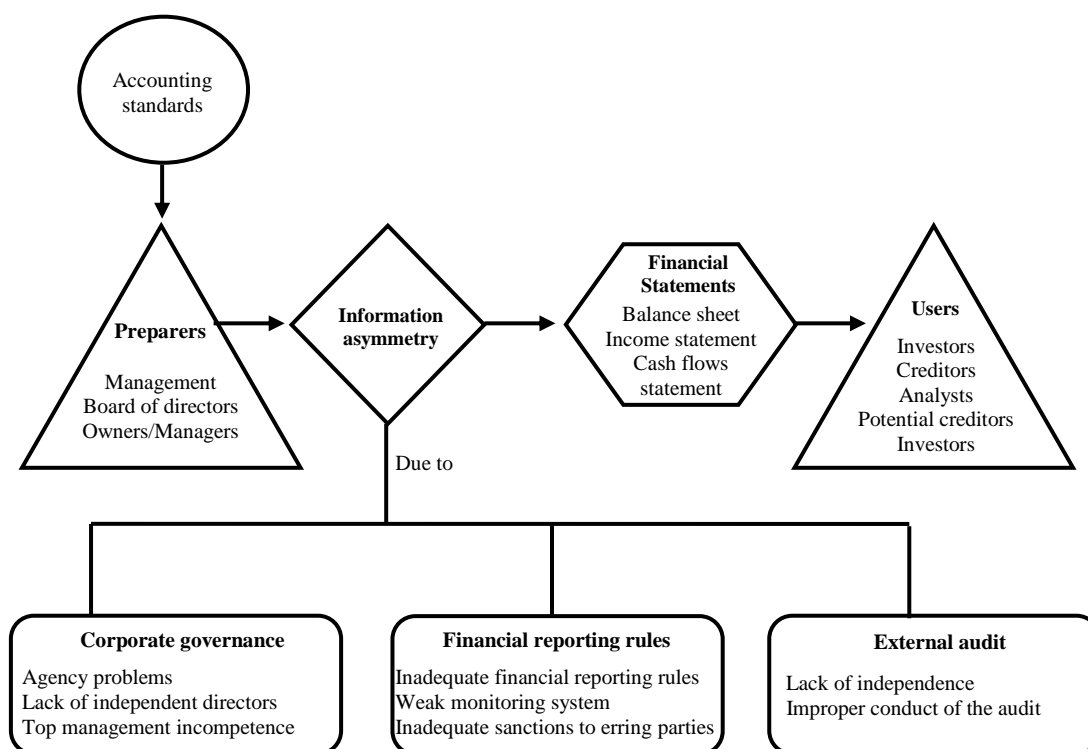 Accounting
standards
Preparers
Management
Board of directors
Owners/Managers
Information
asymmetry
Financial
Statements
Balance sheet
Income statement
Cash flows
statement
Users
Investors
Creditors
Analysts
Potential creditors
Investors
Due to
Corporate governance
Agency problems
Lack of independent directors
Top management incompetence
Financial reporting rules
Inadequate financial reporting rules
Weak monitoring system
Inadequate sanctions to erring parties
External audit
Lack of independence
Improper conduct of the audit